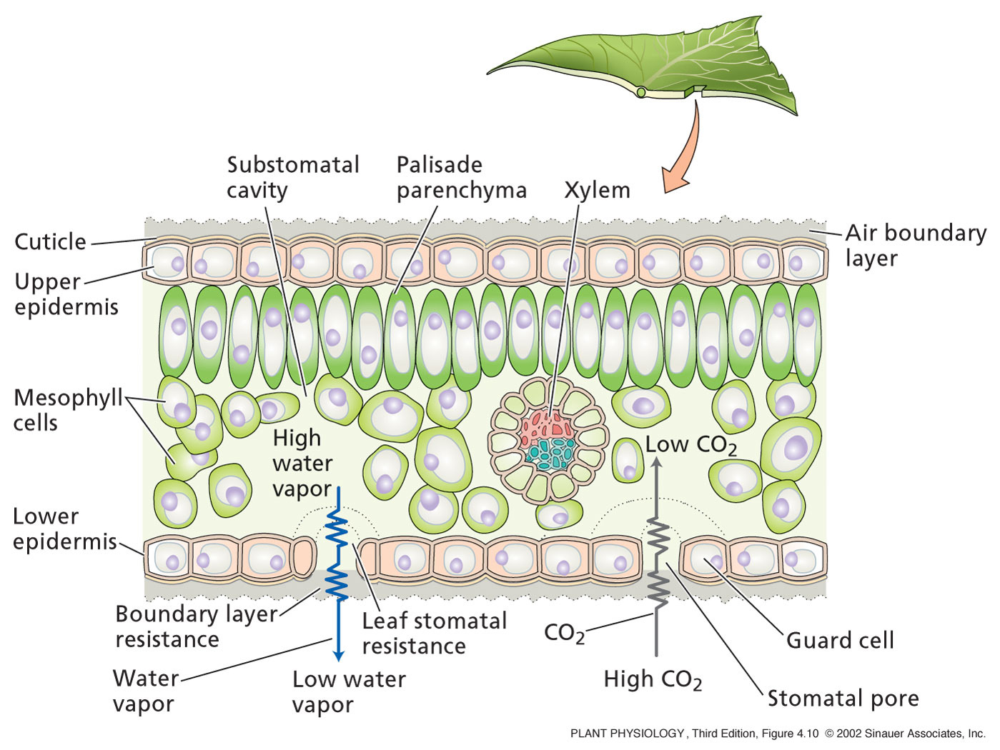 Substomatal
cavity
Palisade
parenchyma
Xylem
Cuticle
Air boundary
layer
Upper
epidermis
Mesophyll
cells
High
water
vapor
Low CO₂
Lower
epidermis
Boundary layer
resistance
Leaf stomatal
resistance
CO₂
Guard cell
Water
vapor
Low water
vapor
High CO₂
Stomatal pore
PLANT PHYSIOLOGY, Third Edition, Figure 4.10 © 2002 Sinauer Associates, Inc.